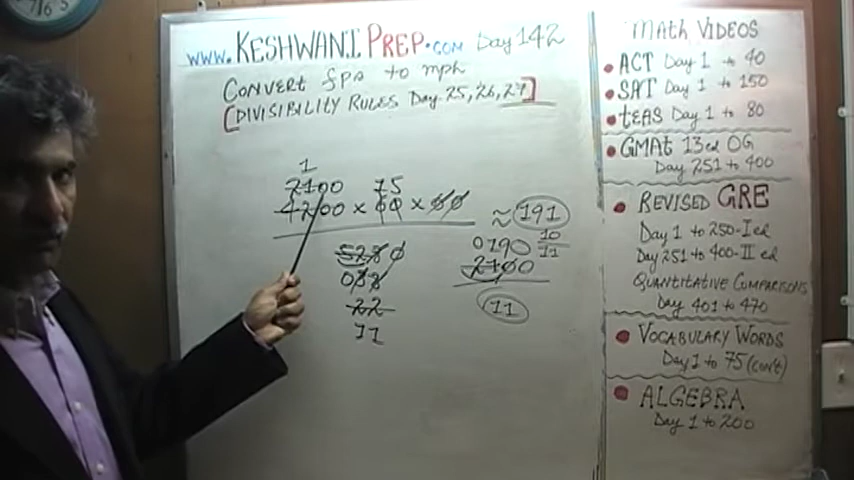 www.KESHWANIPREP.com Day 142
CONVERT fps to mph
[DIVISIBILITY RULES Day 25, 26, 27]
1
2100 15
4200 × 60 × 60
5280
088
22
11
≈ 191
0190 10/11
2100
11
MATH VIDEOS
ACT Day 1 to 40
SAT Day 1 to 150
TEAS Day 1 to 80
GMAT 13ed OG
Day 251 to 400
REVISED GRE
Day 1 to 250-I ed
Day 251 to 400-II ed
QUANTITATIVE COMPARISONS
Day 401 to 470
VOCABULARY WORDS
Day 1 to 75 (con't)
ALGEBRA
Day 1 to 200